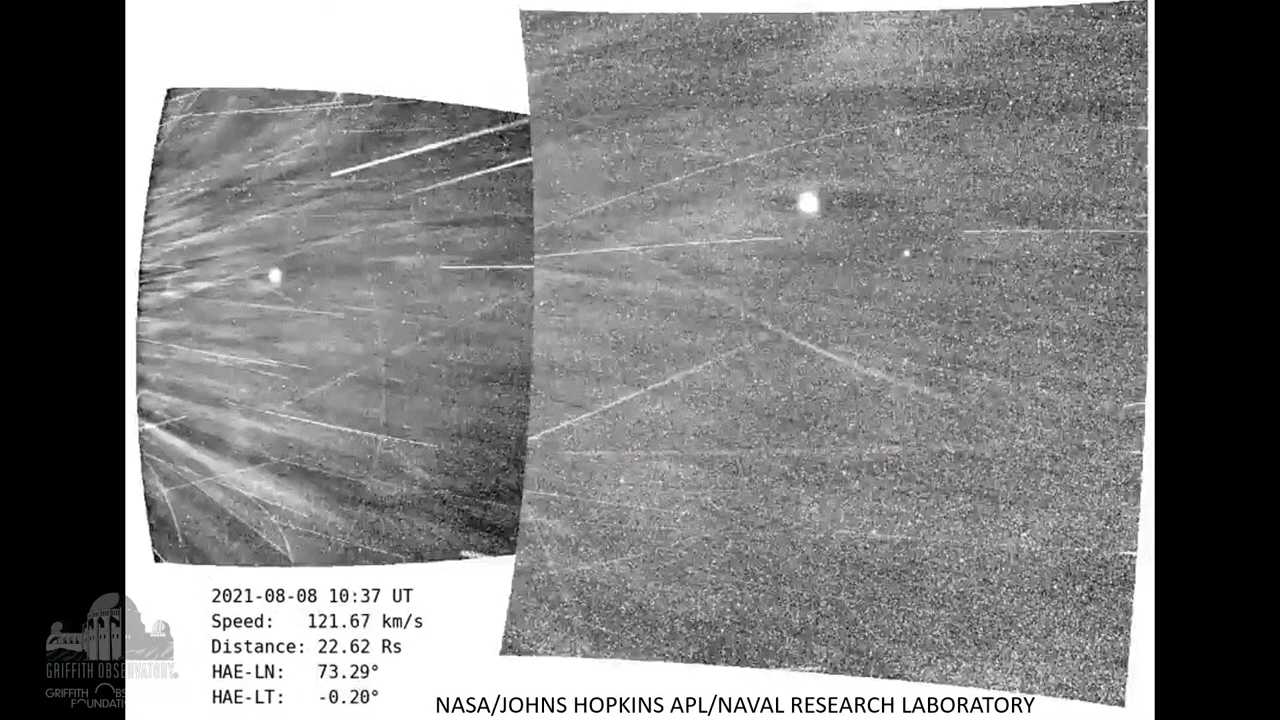 2021-08-08 10:37 UT
Speed: 121.67 km/s
Distance: 22.62 Rs
HAE-LN: 73.29°
HAE-LT: -0.20°
GRIFFITH OBSERVATORY
GRIFFITH
NASA/JOHNS HOPKINS APL/NAVAL RESEARCH LABORATORY